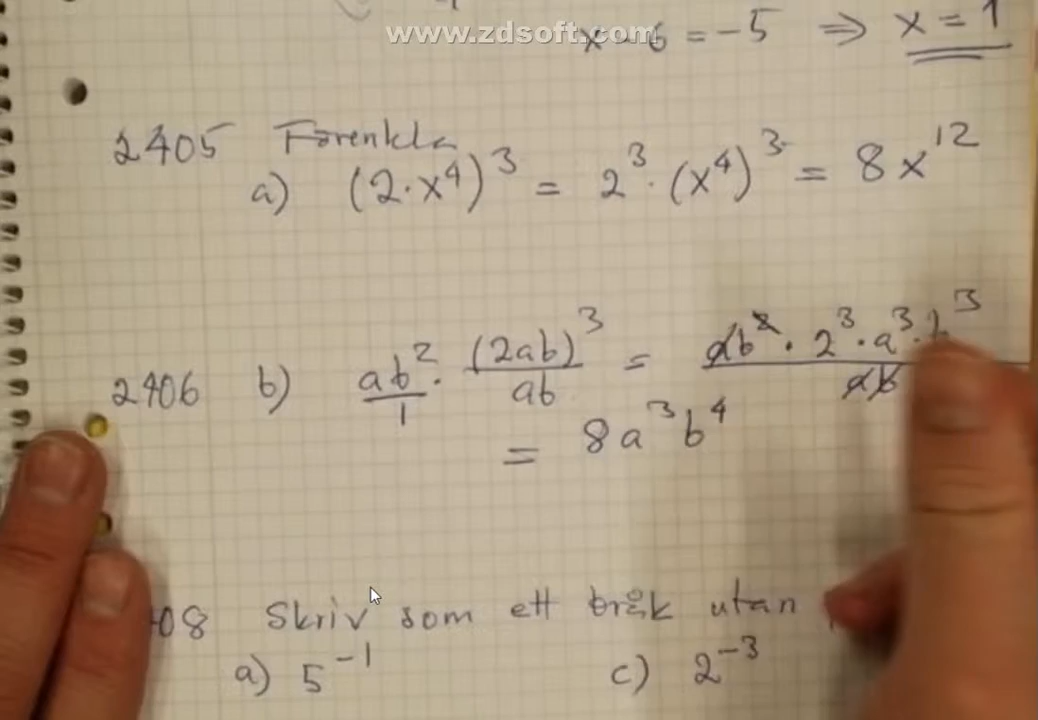 www.zdsoft.com
x - 6 = -5 ⇒ x = 1
2405 Förenkla
a) (2·x⁴)³ = 2³·(x⁴)³ = 8x¹²
2406 b) ab²/1 · (2ab)³/ab = ab²·2³·a³·b³/ab
= 8a³b⁴
08 Skriv som ett bråk utan
a) 5⁻¹ c) 2⁻³